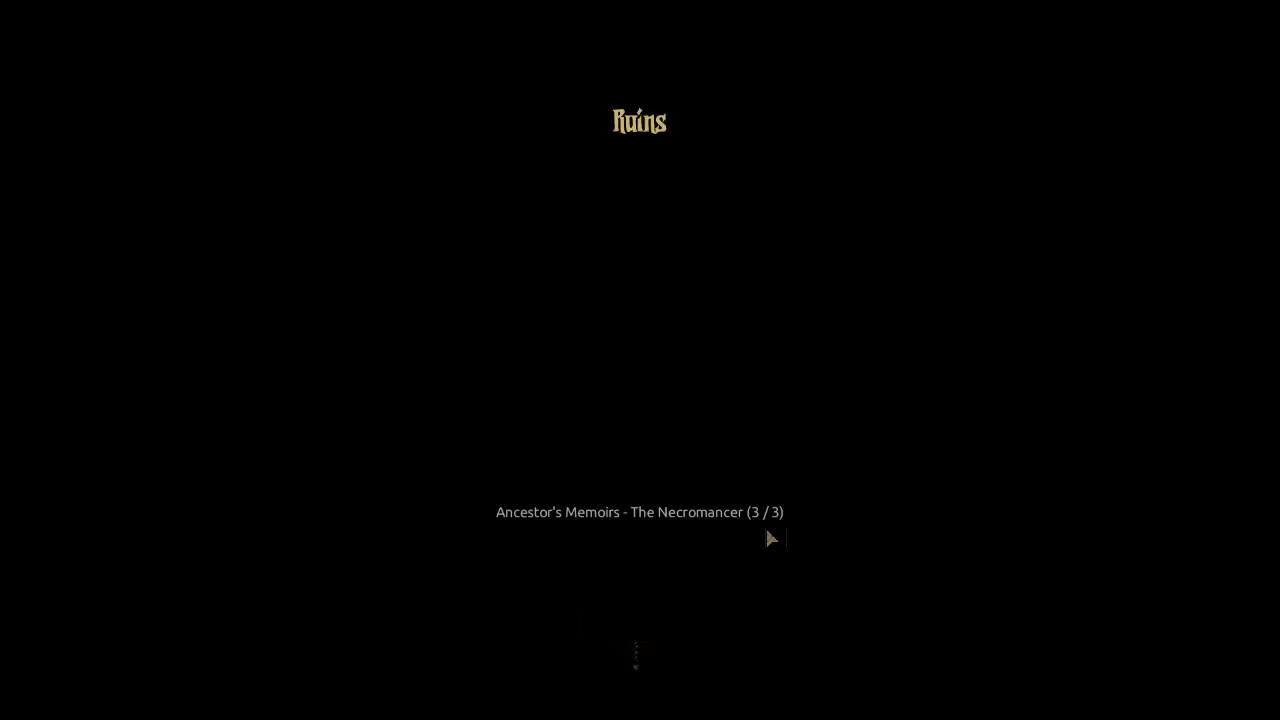 Ruins
Ancestor's Memoirs - The Necromancer (3 / 3)